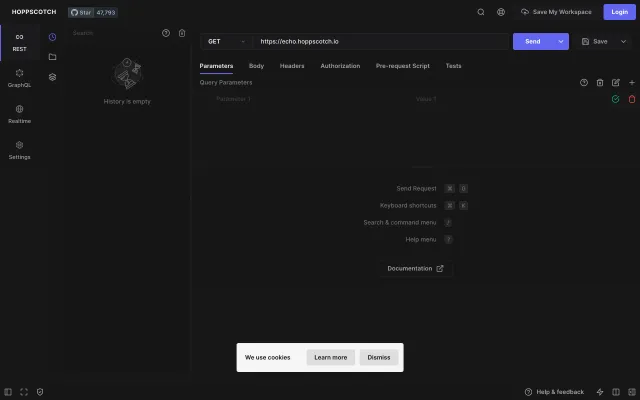 HOPPSCOTCH
Star 47,793
Save My Workspace
Login
REST
GraphQL
Realtime
Settings
Search
History is empty
GET
https://echo.hoppscotch.io
Send
Save
Parameters Body Headers Authorization Pre-request Script Tests
Query Parameters
Parameter 1 Value 1
Send Request ⌘ G
Keyboard shortcuts ⌘ K
Search & command menu /
Help menu ?
Documentation
We use cookies Learn more Dismiss
Help & feedback